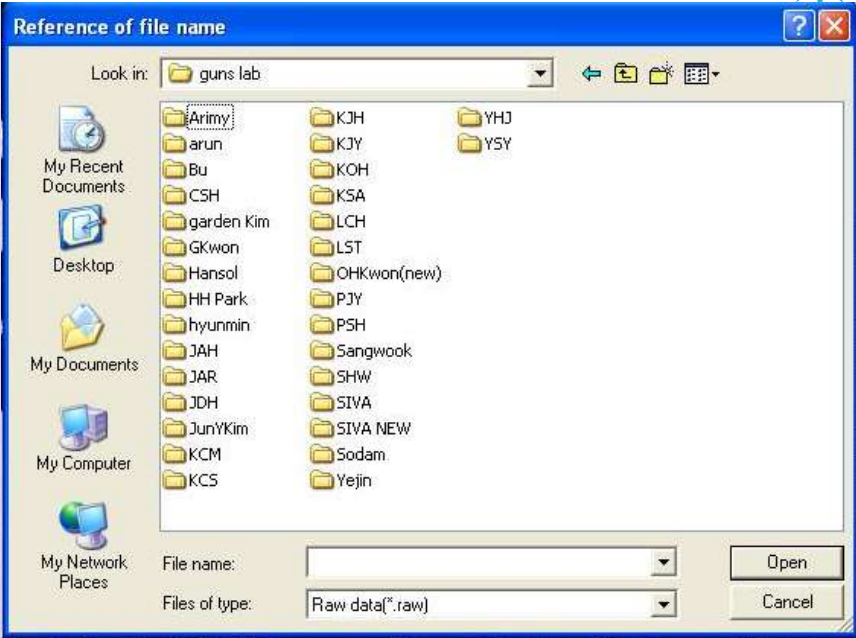 Reference of file name
Look in: guns lab
My Recent
Documents
Desktop
My Documents
My Computer
My Network
Places
Arimy
arun
Bu
CSH
garden Kim
GKwon
Hansol
HH Park
hyunmin
JAH
JAR
JDH
JunYKim
KCM
KCS
KJH
KJY
KOH
KSA
LCH
LST
OHKwon(new)
PJY
PSH
Sangwook
SHW
SIVA
SIVA NEW
Sodam
Yejin
YHJ
YSY
File name:
Open
Files of type: Raw data(*.raw)
Cancel